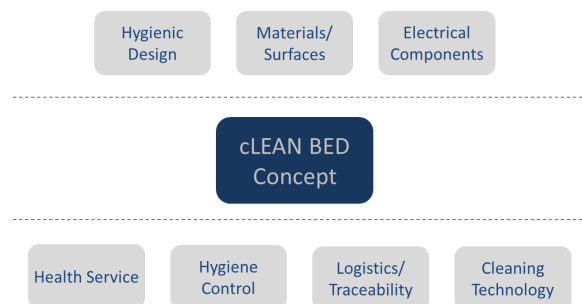 Hygienic
Design
Materials/
Surfaces
Electrical
Components
cLEAN BED
Concept
Health Service
Hygiene
Control
Logistics/
Traceability
Cleaning
Technology